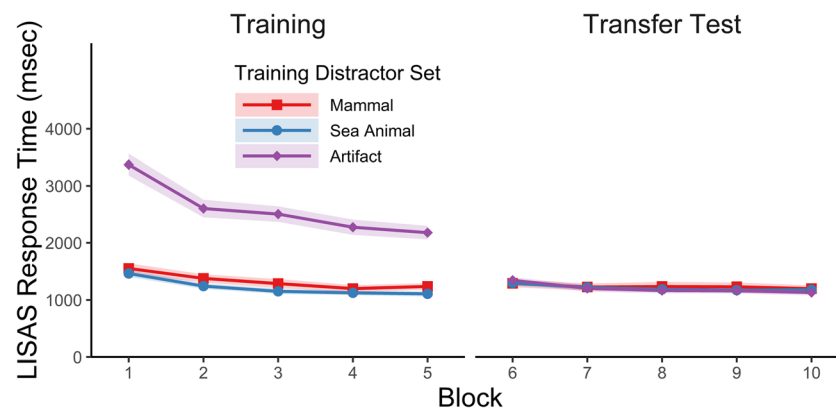 Training
Transfer Test
LISAS Response Time (msec)
Training Distractor Set
Mammal
Sea Animal
Artifact
4000
3000
2000
1000
0
1 2 3 4 5
6 7 8 9 10
Block